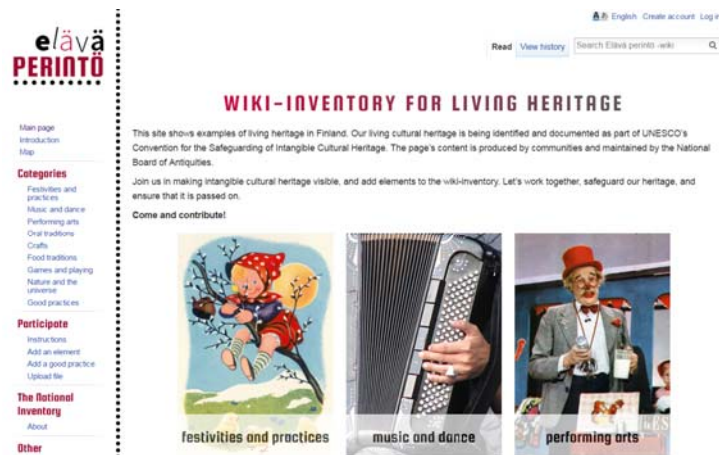 English Create account Log in
elävä
PERINTÖ
Read View history Search Elävä perintö -wiki
WIKI-INVENTORY FOR LIVING HERITAGE
This site shows examples of living heritage in Finland. Our living cultural heritage is being identified and documented as part of UNESCO's
Convention for the Safeguarding of Intangible Cultural Heritage. The page's content is produced by communities and maintained by the National
Board of Antiquities.
Join us in making intangible cultural heritage visible, and add elements to the wiki-inventory. Let's work together, safeguard our heritage, and
ensure that it is passed on.
Come and contribute!
Main page
Introduction
Map
Categories
Festivities and
practices
Music and dance
Performing arts
Oral traditions
Crafts
Food traditions
Games and playing
Nature and the
universe
Good practices
Participate
Instructions
Add an element
Add a good practice
Upload file
The National
Inventory
About
Other
festivities and practices
music and dance
performing arts